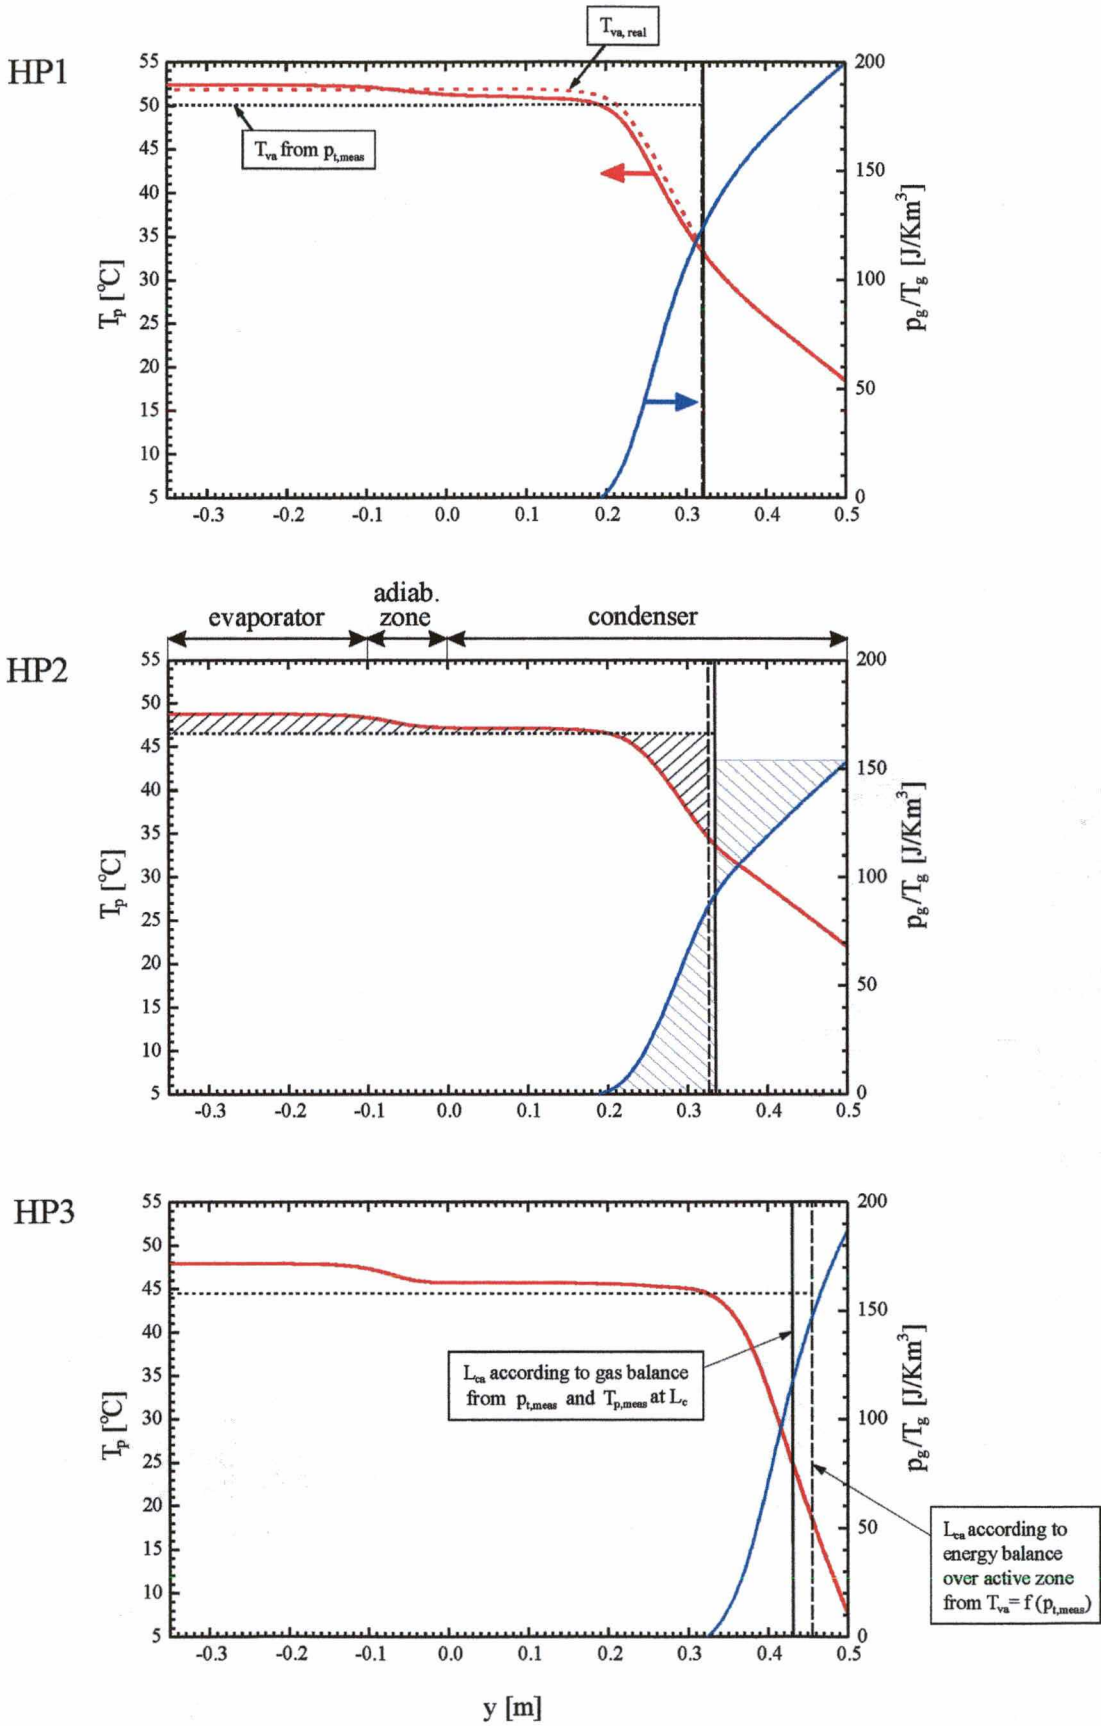 HP1
T_va, real
T_va from p_t,meas
55
50
45
40
35
30
25
20
15
10
5
T_p [°C]
200
150
100
50
0
p_g/T_g [J/Km³]
-0.3 -0.2 -0.1 0.0 0.1 0.2 0.3 0.4 0.5
HP2
evaporator
adiab.
zone
condenser
55
50
45
40
35
30
25
20
15
10
5
T_p [°C]
200
150
100
50
0
p_g/T_g [J/Km³]
-0.3 -0.2 -0.1 0.0 0.1 0.2 0.3 0.4 0.5
HP3
55
50
45
40
35
30
25
20
15
10
5
T_p [°C]
200
150
100
50
0
p_g/T_g [J/Km³]
L_ca according to gas balance
from p_t,meas and T_p,meas at L_c
L_ca according to
energy balance
over active zone
from T_va = f (p_t,meas)
-0.3 -0.2 -0.1 0.0 0.1 0.2 0.3 0.4 0.5
y [m]